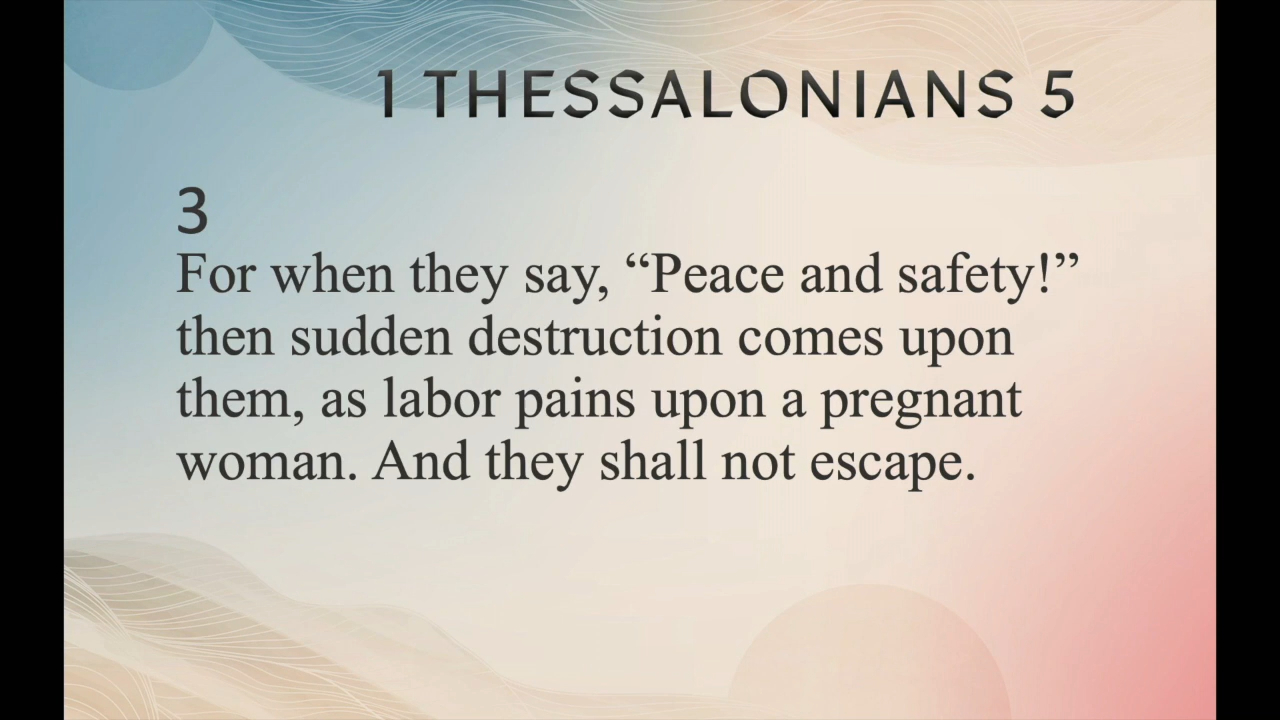 1 THESSALONIANS 5
3
For when they say, “Peace and safety!”
then sudden destruction comes upon
them, as labor pains upon a pregnant
woman. And they shall not escape.